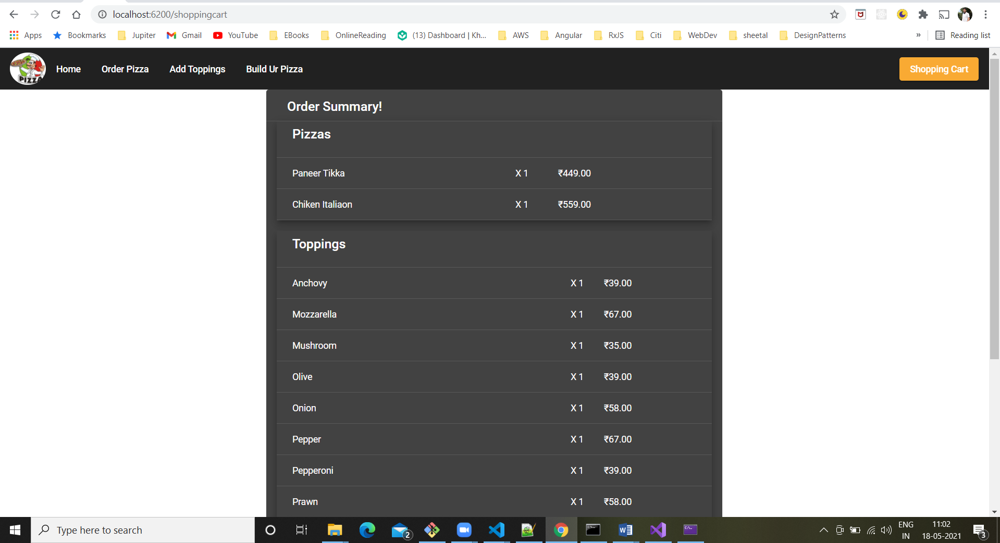 localhost:6200/shoppingcart
Apps Bookmarks Jupiter Gmail YouTube EBooks OnlineReading (13) Dashboard | Kh... AWS Angular RxJS Citi WebDev sheetal DesignPatterns » Reading list
PIZZA Home Order Pizza Add Toppings Build Ur Pizza Shopping Cart
Order Summary!
Pizzas
Paneer Tikka X 1 ₹449.00
Chiken Italiaon X 1 ₹559.00
Toppings
Anchovy X 1 ₹39.00
Mozzarella X 1 ₹67.00
Mushroom X 1 ₹35.00
Olive X 1 ₹39.00
Onion X 1 ₹58.00
Pepper X 1 ₹67.00
Pepperoni X 1 ₹39.00
Prawn X 1 ₹58.00
Type here to search 2 ENG 11:02
IN 18-05-2021 3